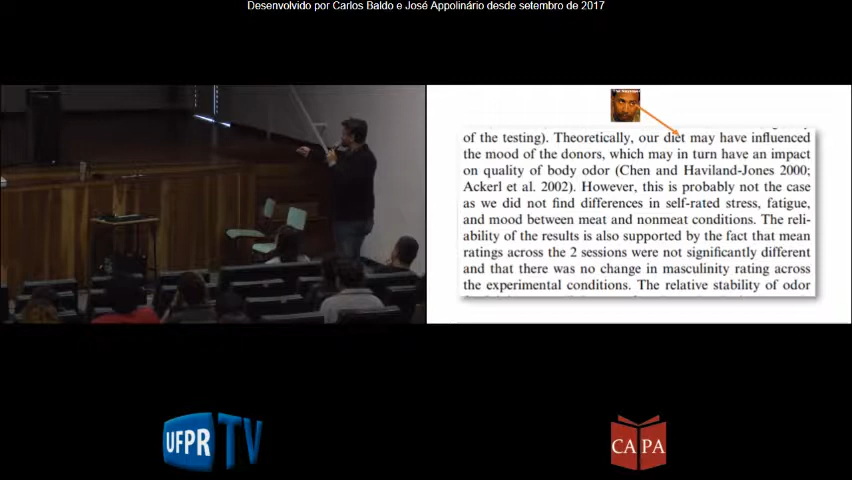 Desenvolvido por Carlos Baldo e José Appolinário desde setembro de 2017
of the testing). Theoretically, our diet may have influenced
the mood of the donors, which may in turn have an impact
on quality of body odor (Chen and Haviland-Jones 2000;
Ackerl et al. 2002). However, this is probably not the case
as we did not find differences in self-rated stress, fatigue,
and mood between meat and nonmeat conditions. The reli-
ability of the results is also supported by the fact that mean
ratings across the 2 sessions were not significantly different
and that there was no change in masculinity rating across
the experimental conditions. The relative stability of odor
UFPR TV
CAPA